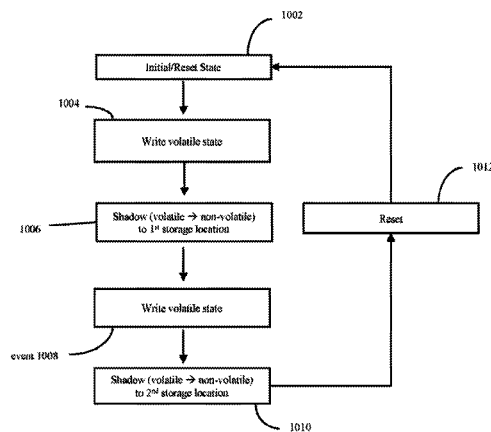 1002
Initial/Reset State
1004
Write volatile state
1012
Shadow (volatile → non-volatile)
to 1st storage location
Reset
1006
Write volatile state
event 1008
Shadow (volatile → non-volatile)
to 2nd storage location
1010